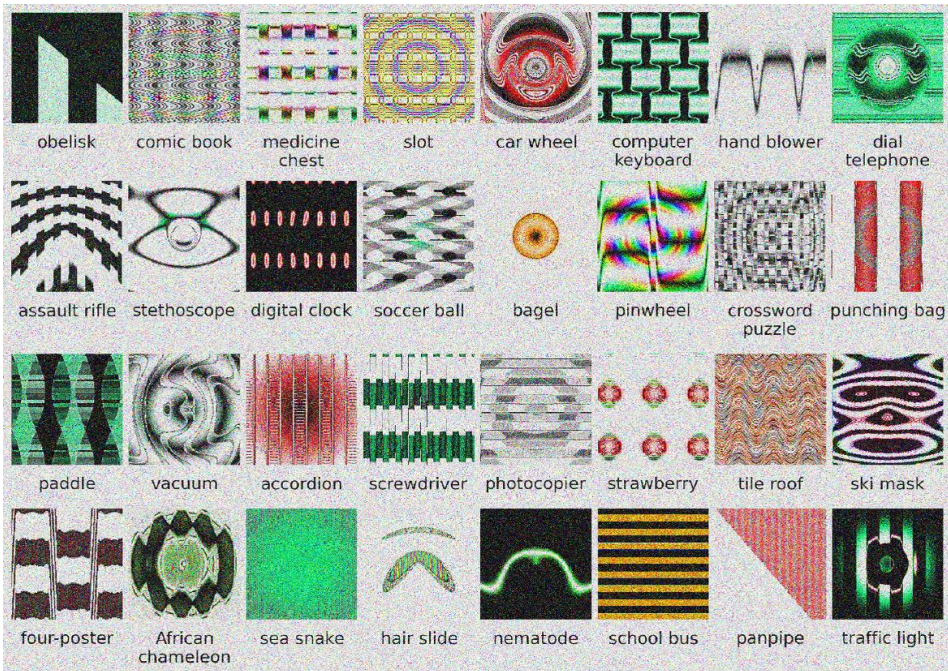 obelisk
comic book
medicine
chest
slot
car wheel
computer
keyboard
hand blower
dial
telephone
assault rifle
stethoscope
digital clock
soccer ball
bagel
pinwheel
crossword
puzzle
punching bag
paddle
vacuum
accordion
screwdriver
photocopier
strawberry
tile roof
ski mask
four-poster
African
chameleon
sea snake
hair slide
nematode
school bus
panpipe
traffic light